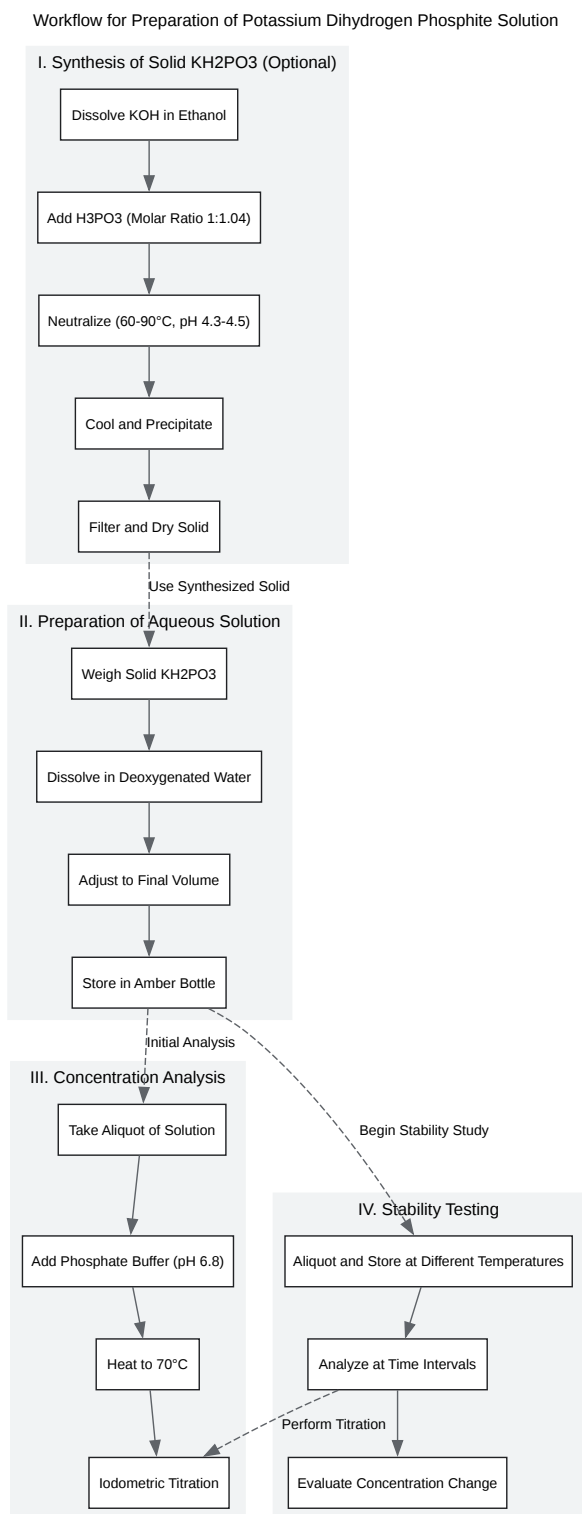 Workflow for Preparation of Potassium Dihydrogen Phosphite Solution
I. Synthesis of Solid KH2PO3 (Optional)
Dissolve KOH in Ethanol
Add H3PO3 (Molar Ratio 1:1.04)
Neutralize (60-90°C, pH 4.3-4.5)
Cool and Precipitate
Filter and Dry Solid
Use Synthesized Solid
II. Preparation of Aqueous Solution
Weigh Solid KH2PO3
Dissolve in Deoxygenated Water
Adjust to Final Volume
Store in Amber Bottle
Initial Analysis
III. Concentration Analysis
Take Aliquot of Solution
Add Phosphate Buffer (pH 6.8)
Heat to 70°C
Iodometric Titration
Begin Stability Study
IV. Stability Testing
Aliquot and Store at Different Temperatures
Analyze at Time Intervals
Perform Titration
Evaluate Concentration Change